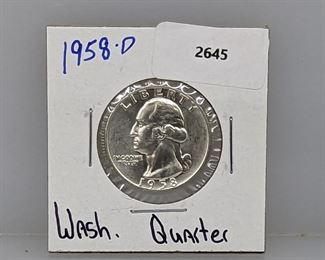 1958-D
2645
LIBERTY
IN GOD WE
TRUST
1958
Wash. Quarter